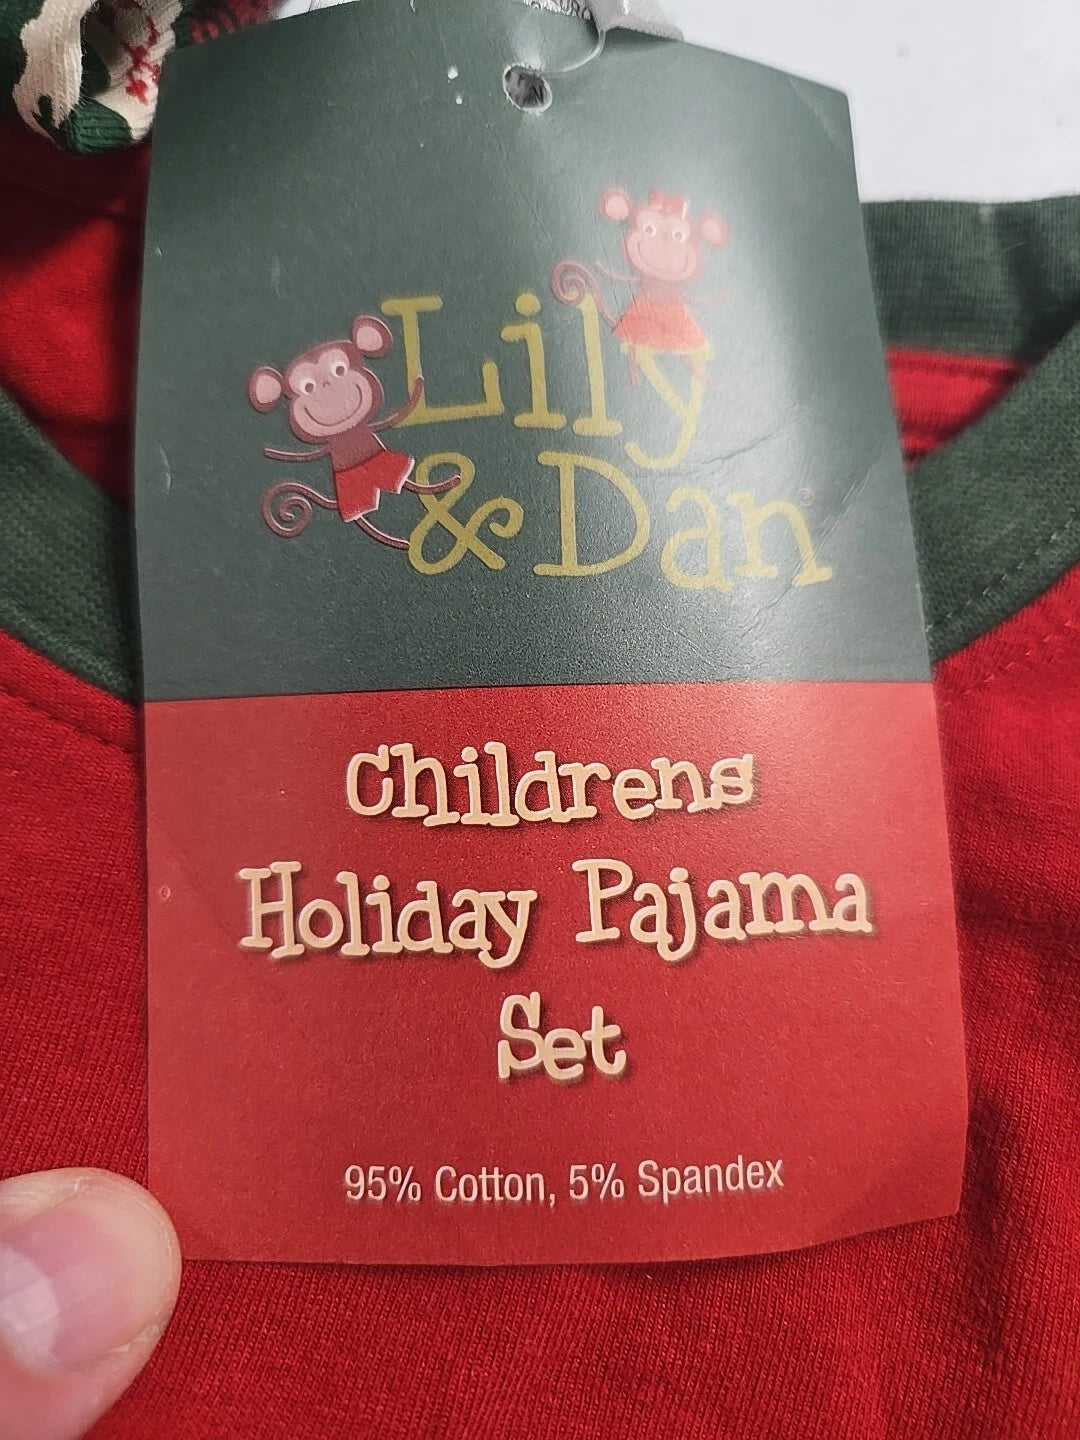 Lily
& Dan
Childrens
Holiday Pajama
Set
95% Cotton, 5% Spandex